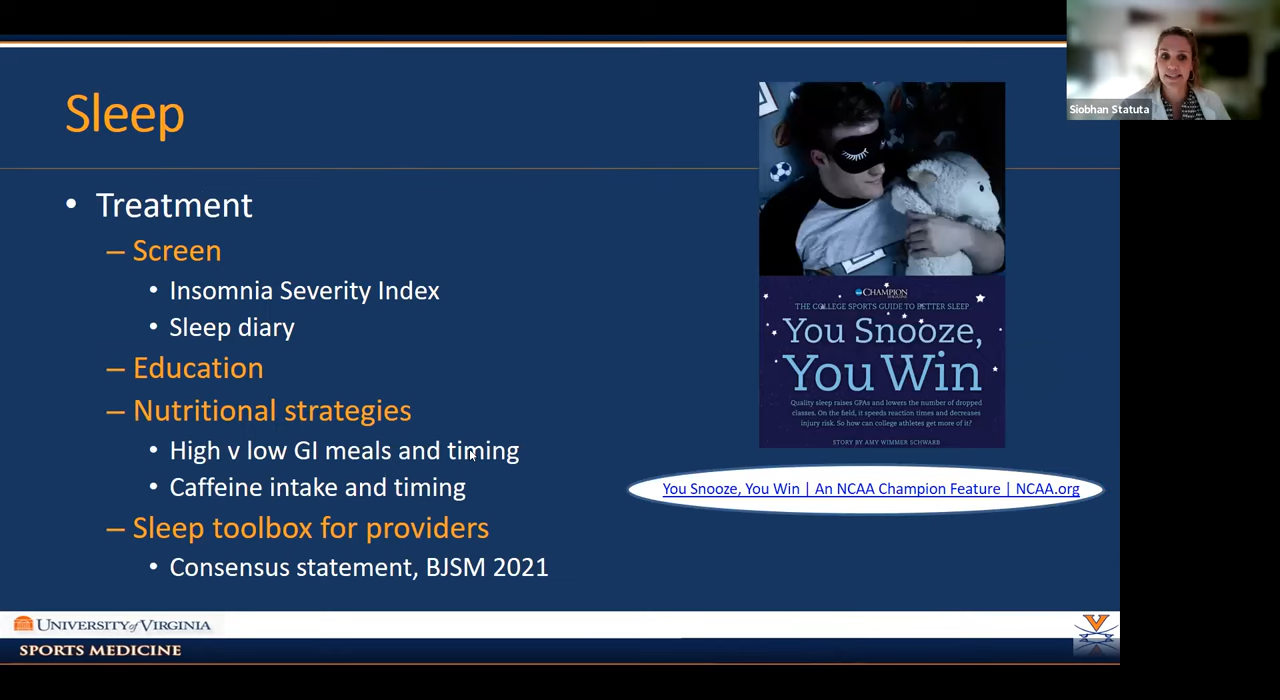 Siobhan Statuta
Sleep
• Treatment
– Screen
• Insomnia Severity Index
• Sleep diary
– Education
– Nutritional strategies
• High v low GI meals and timing
• Caffeine intake and timing
– Sleep toolbox for providers
• Consensus statement, BJSM 2021
CHAMPION
THE COLLEGE SPORTS GUIDE TO BETTER SLEEP
You Snooze,
You Win
Quality sleep raises GPAs and lowers the number of dropped
classes. On the field, it speeds reaction times and decreases
injury risk. So how can college athletes get more of it?
STORY BY AMY WIMMER SCHWARB
You Snooze, You Win | An NCAA Champion Feature | NCAA.org
UNIVERSITY of VIRGINIA
SPORTS MEDICINE